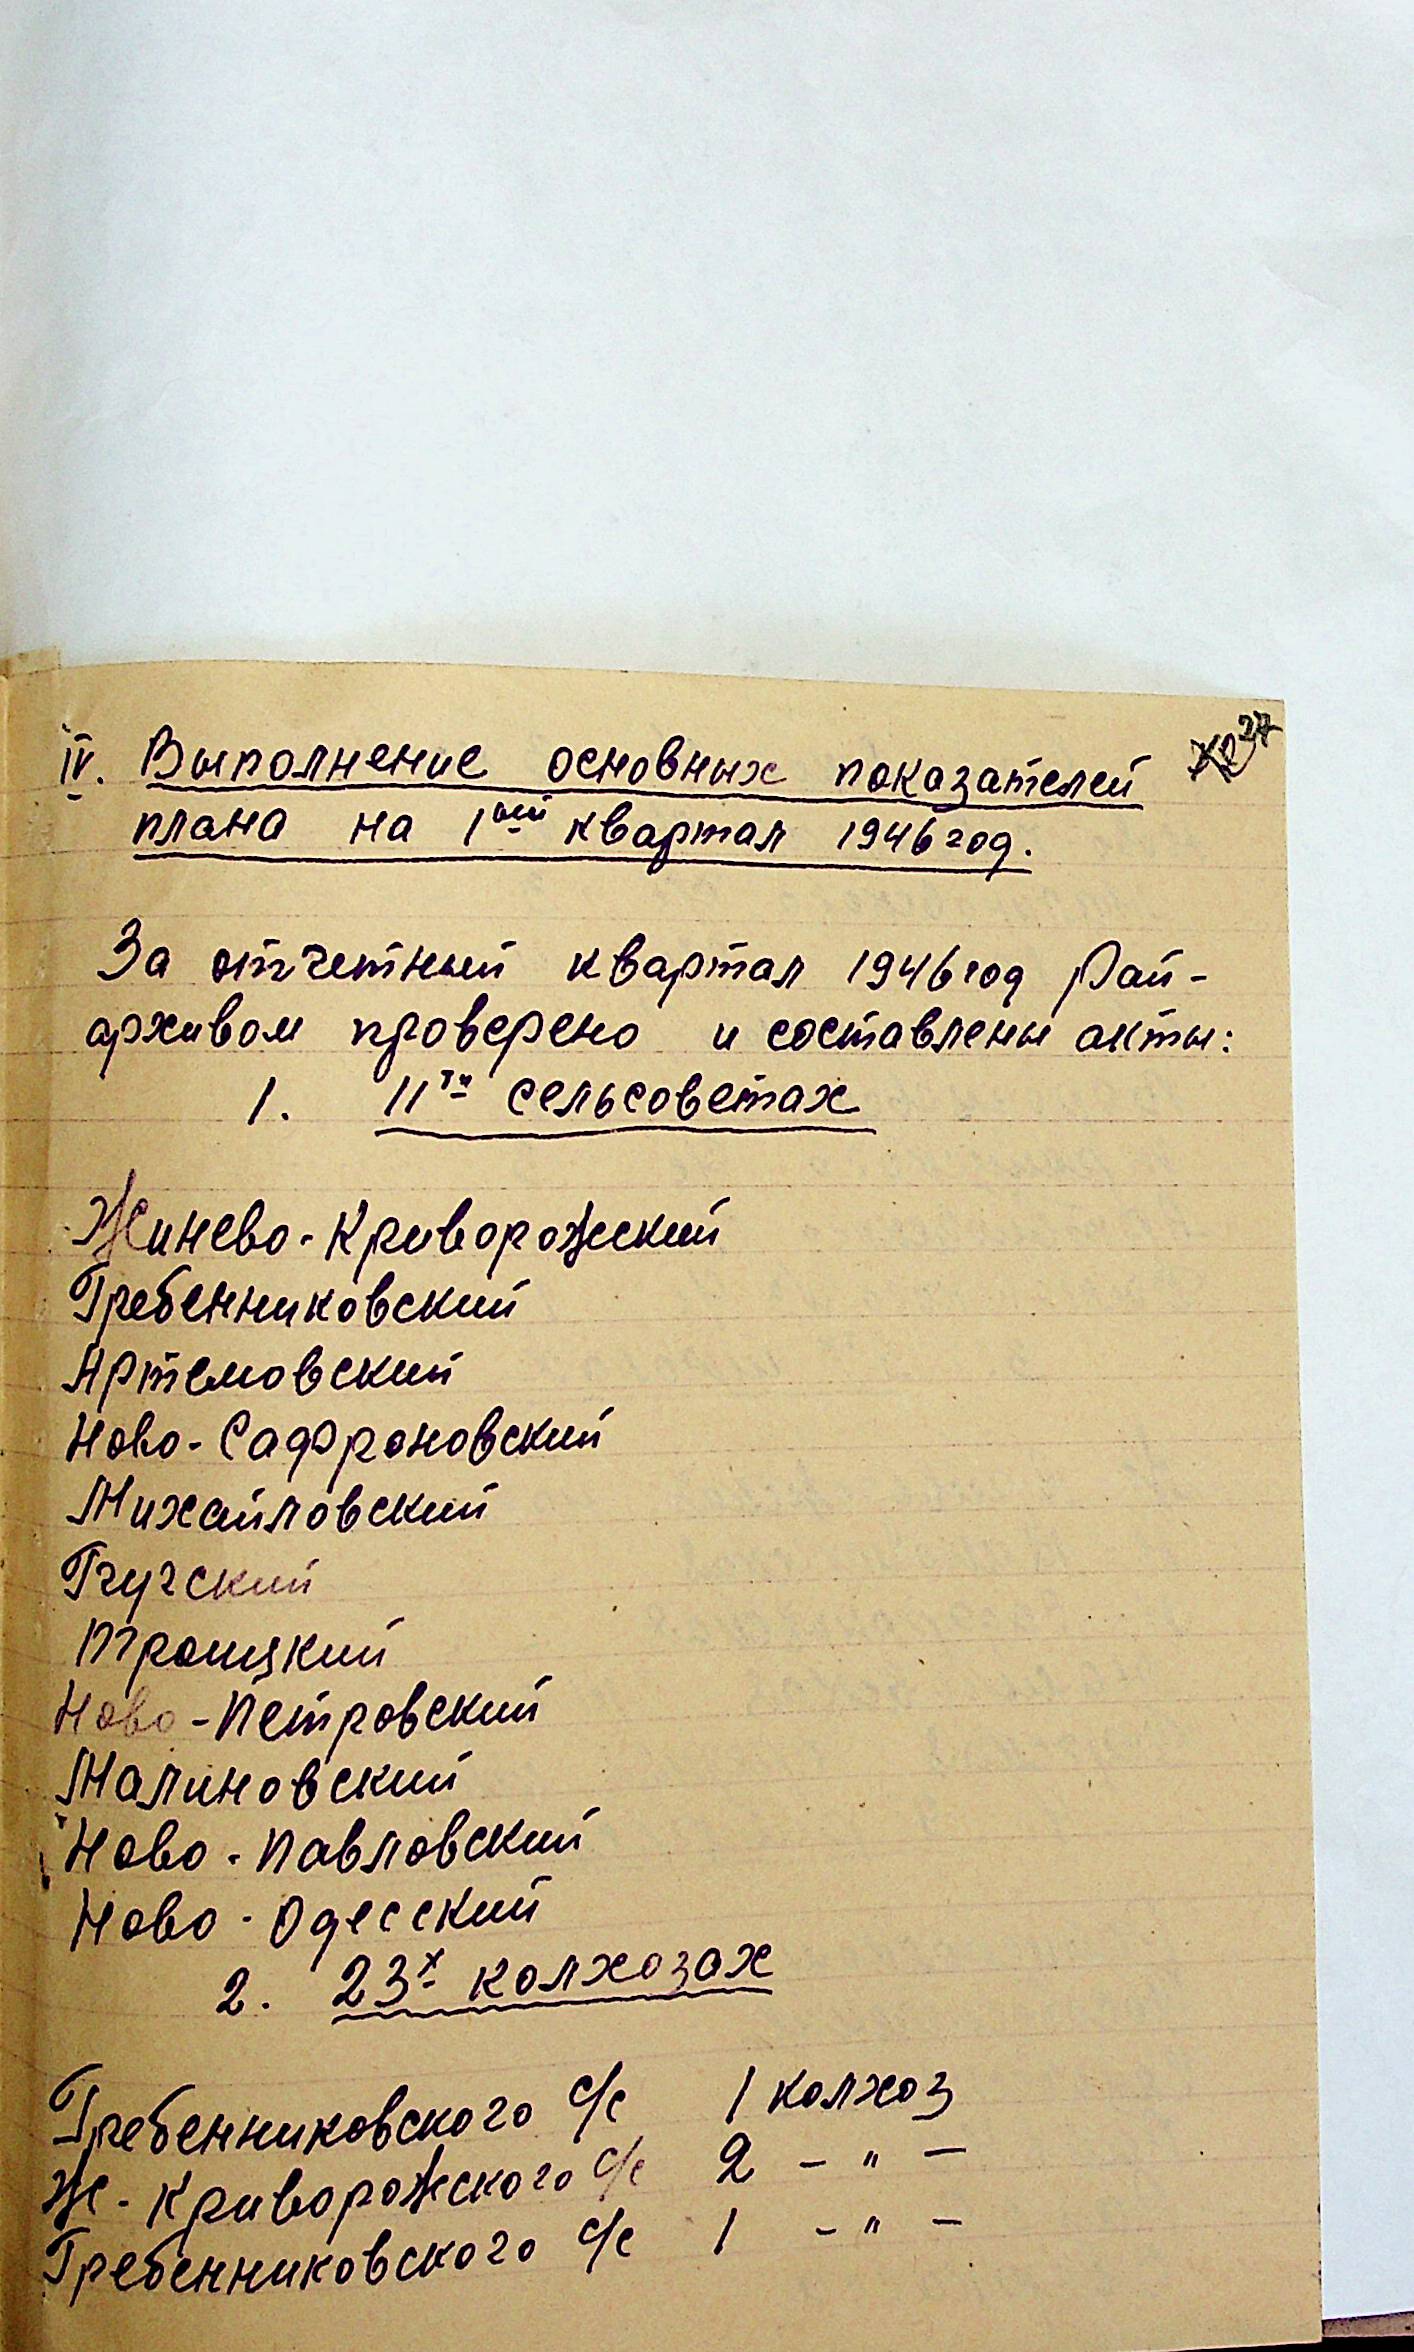 37
IV. Выполнение основных показателей
плана на 1ый квартал 1946 год.
За отчетный квартал 1946 год Рай-
архивом проверено и составлены акты:
1. 11ти сельсоветах
Жинево-Криворожский
Гребенниковский
Артемовский
Ново-Сафроновский
Михайловский
Троицкий
Ново-Петровский
Малиновский
Ново-Павловский
Ново-Одесский
2. 23х колхозах
Гребенниковского с/с 1 колхоз
Ж-Криворожского с/с 2 - " -
Гребенниковского с/с 1 - " -